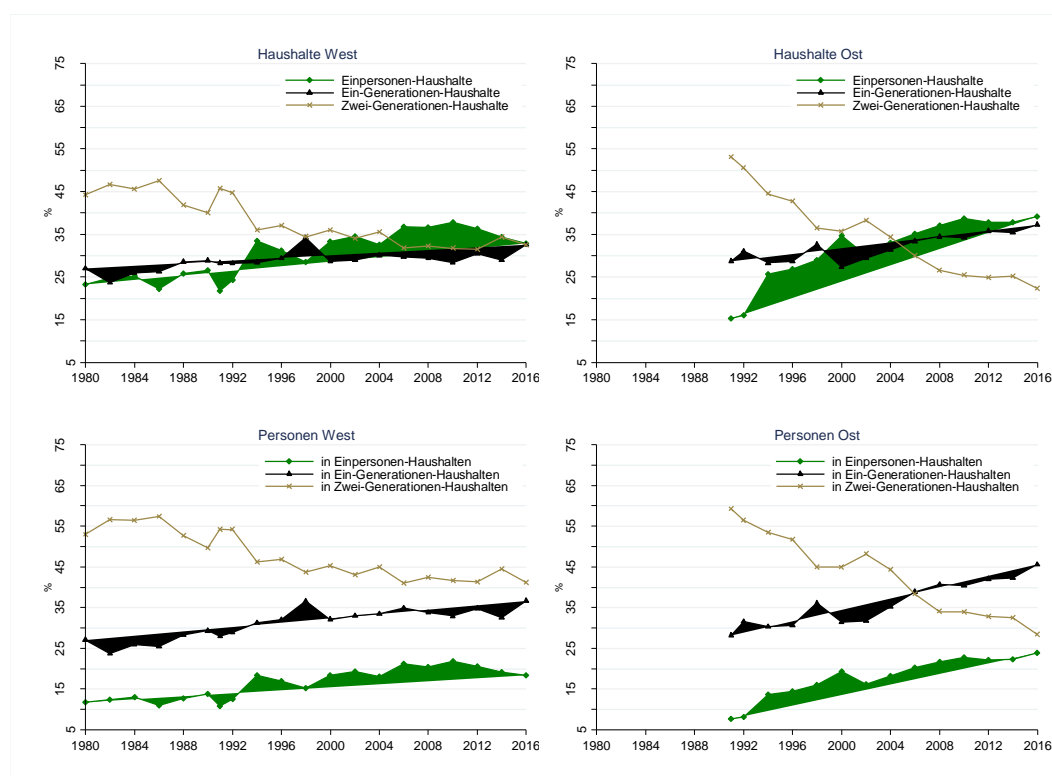 Haushalte West
Einpersonen-Haushalte
Ein-Generationen-Haushalte
Zwei-Generationen-Haushalte
75
65
55
45
35
25
15
5
%
1980 1984 1988 1992 1996 2000 2004 2008 2012 2016
Haushalte Ost
Einpersonen-Haushalte
Ein-Generationen-Haushalte
Zwei-Generationen-Haushalte
75
65
55
45
35
25
15
5
%
1980 1984 1988 1992 1996 2000 2004 2008 2012 2016
Personen West
in Einpersonen-Haushalten
in Ein-Generationen-Haushalten
in Zwei-Generationen-Haushalten
75
65
55
45
35
25
15
5
%
1980 1984 1988 1992 1996 2000 2004 2008 2012 2016
Personen Ost
in Einpersonen-Haushalten
in Ein-Generationen-Haushalten
in Zwei-Generationen-Haushalten
75
65
55
45
35
25
15
5
%
1980 1984 1988 1992 1996 2000 2004 2008 2012 2016